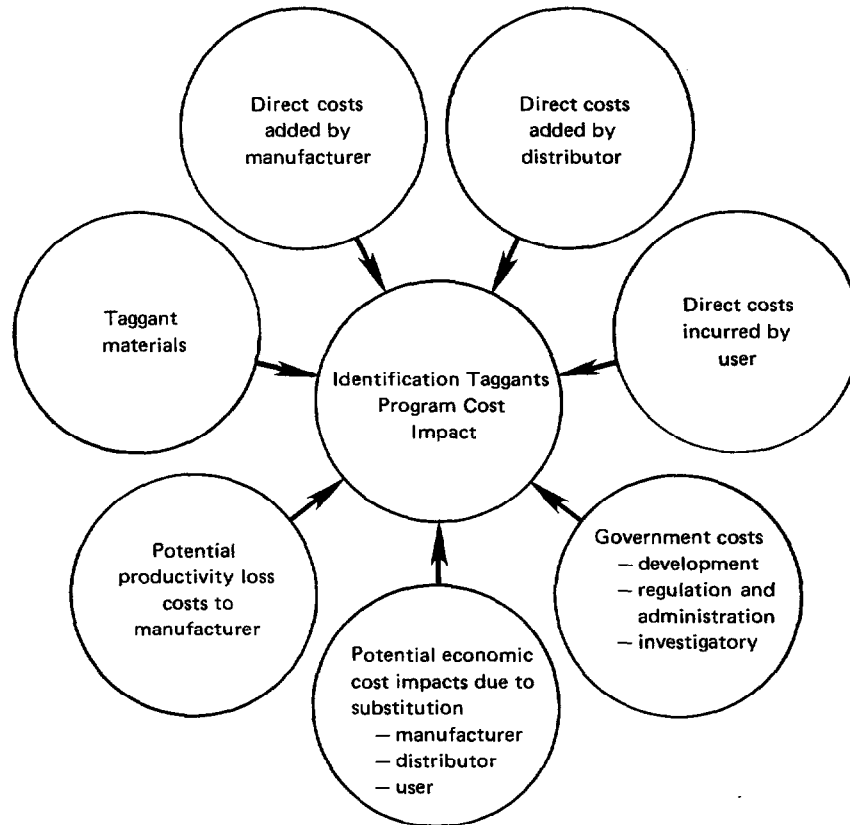 Direct costs
added by
manufacturer
Direct costs
added by
distributor
Taggant
materials
Direct costs
incurred by
user
Identification Taggants
Program Cost
Impact
Potential
productivity loss
costs to
manufacturer
Government costs
— development
— regulation and
administration
— investigatory
Potential economic
cost impacts due to
substitution
— manufacturer
— distributor
— user